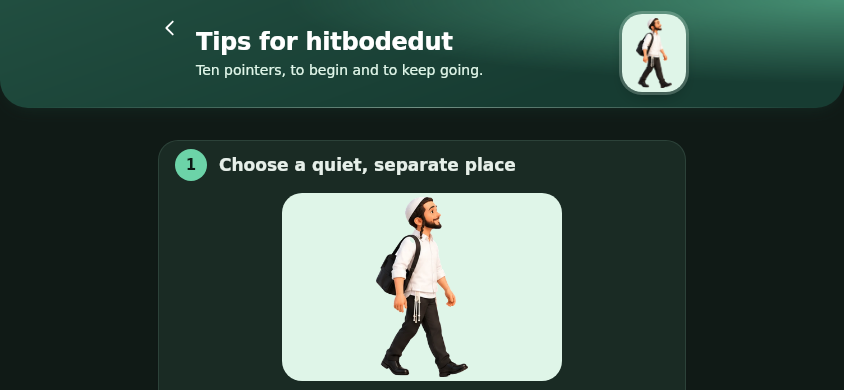 Tips for hitbodedut
Ten pointers, to begin and to keep going.
1 Choose a quiet, separate place